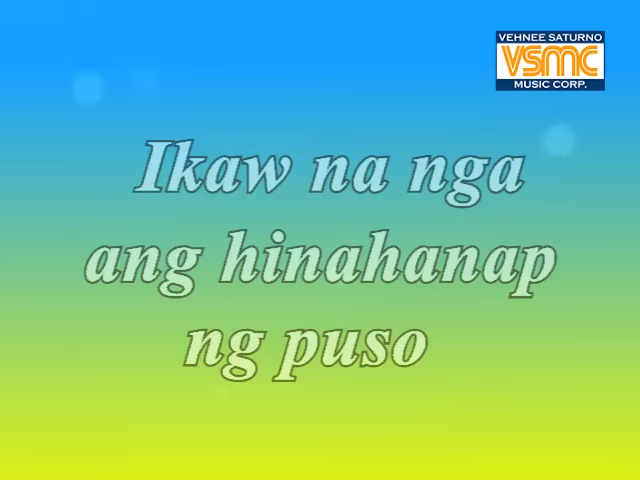 VEHNEE SATURNO
VSMC
MUSIC CORP.
Ikaw na nga
ang hinahanap
ng puso